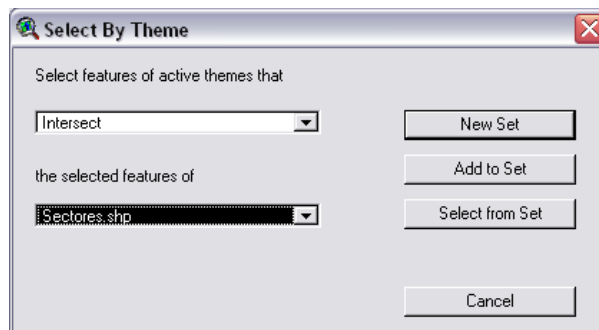 Select By Theme
Select features of active themes that
Intersect
the selected features of
Sectores.shp
New Set
Add to Set
Select from Set
Cancel